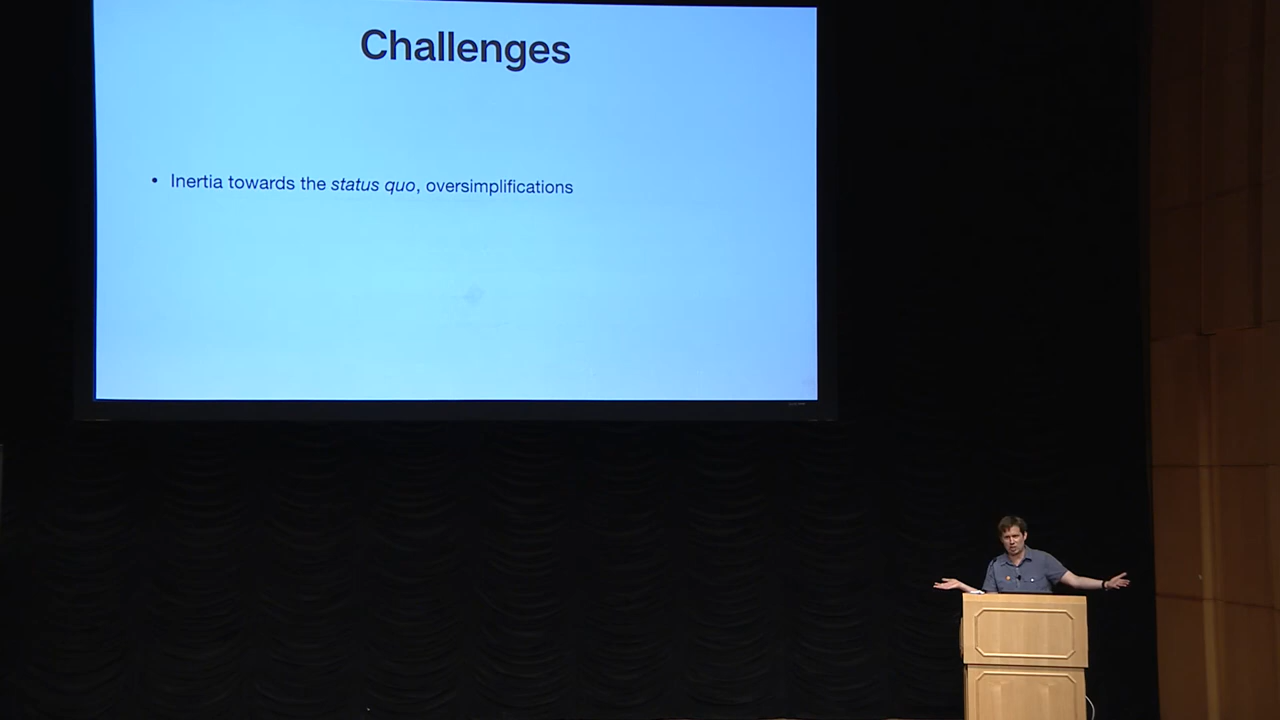 Challenges
• Inertia towards the status quo, oversimplifications